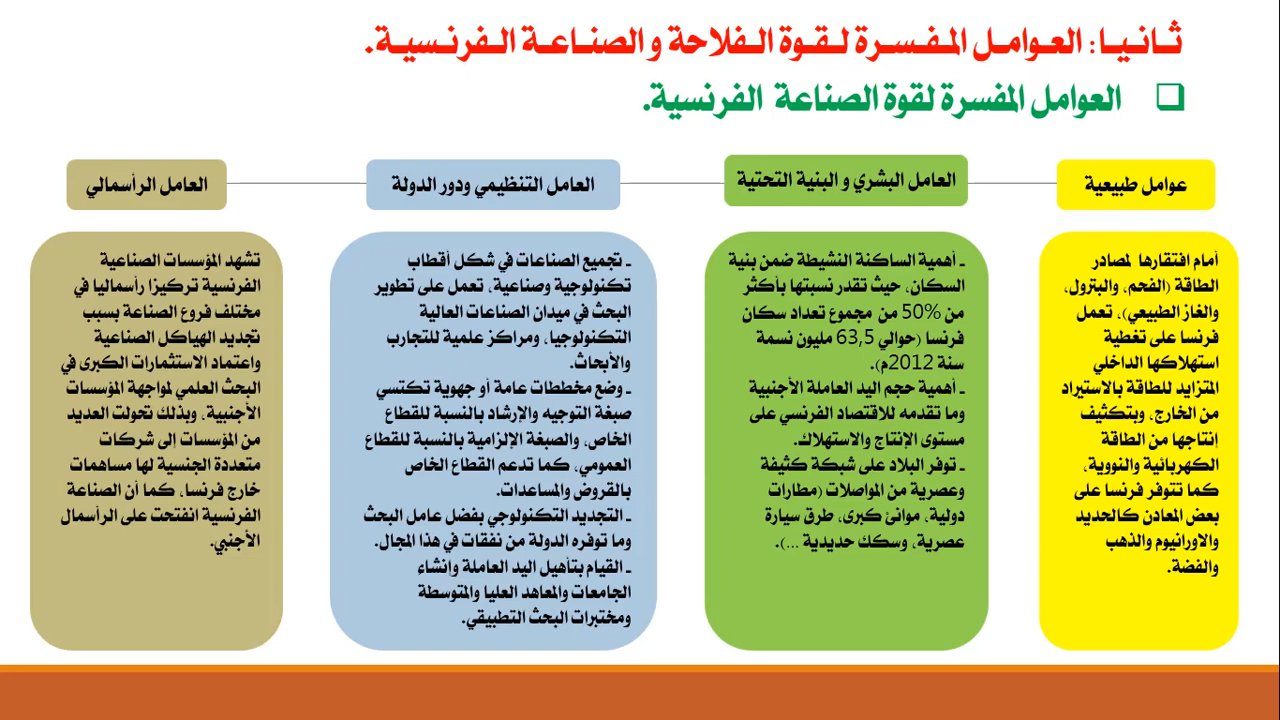 ثـانـيـا: العـوامـل المـفـسـرة لـقـوة الـفلاحة و الصنـاعـة الـفرنـسيـة.
❑ العوامل المفسرة لقوة الصناعة الفرنسية.
عوامل طبيعية
العامل البشري و البنية التحتية
العامل التنظيمي ودور الدولة
العامل الرأسمالي
أمام افتقارها لمصادر
الطاقة (الفحم، والبترول،
والغاز الطبيعي)، تعمل
فرنسا على تغطية
استهلاكها الداخلي
المتزايد للطاقة بالاستيراد
من الخارج، وبتكثيف
إنتاجها من الطاقة
الكهربائية والنووية،
كما تتوفر فرنسا على
بعض المعادن كالحديد
والاورانيوم والذهب
والفضة.
ـ أهمية الساكنة النشيطة ضمن بنية
السكان، حيث تقدر نسبتها بأكثر
من 50% من مجموع تعداد سكان
فرنسا (حوالي 63,5 مليون نسمة
سنة 2012م).
ـ أهمية حجم اليد العاملة الأجنبية
وما تقدمه للاقتصاد الفرنسي على
مستوى الإنتاج والاستهلاك.
ـ توفر البلاد على شبكة كثيفة
وعصرية من المواصلات (مطارات
دولية، موانئ كبرى، طرق سيارة
عصرية، وسكك حديدية ...).
ـ تجميع الصناعات في شكل أقطاب
تكنولوجية وصناعية، تعمل على تطوير
البحث في ميدان الصناعات العالية
التكنولوجيا، ومراكز علمية للتجارب
والأبحاث.
ـ وضع مخططات عامة أو جهوية تكتسي
صبغة التوجيه والإرشاد بالنسبة للقطاع
الخاص، والصبغة الإلزامية بالنسبة للقطاع
العمومي، كما تدعم القطاع الخاص
بالقروض والمساعدات.
ـ التجديد التكنولوجي بفضل عامل البحث
وما توفره الدولة من نفقات في هذا المجال.
ـ القيام بتأهيل اليد العاملة وإنشاء
الجامعات والمعاهد العليا والمتوسطة
ومختبرات البحث التطبيقي.
تشهد المؤسسات الصناعية
الفرنسية تركيزا رأسماليا في
مختلف فروع الصناعة بسبب
تجديد الهياكل الصناعية
واعتماد الاستثمارات الكبرى في
البحث العلمي لمواجهة المؤسسات
الأجنبية، وبذلك تحولت العديد
من المؤسسات إلى شركات
متعددة الجنسية لها مساهمات
خارج فرنسا، كما أن الصناعة
الفرنسية انفتحت على الرأسمال
الأجنبي.